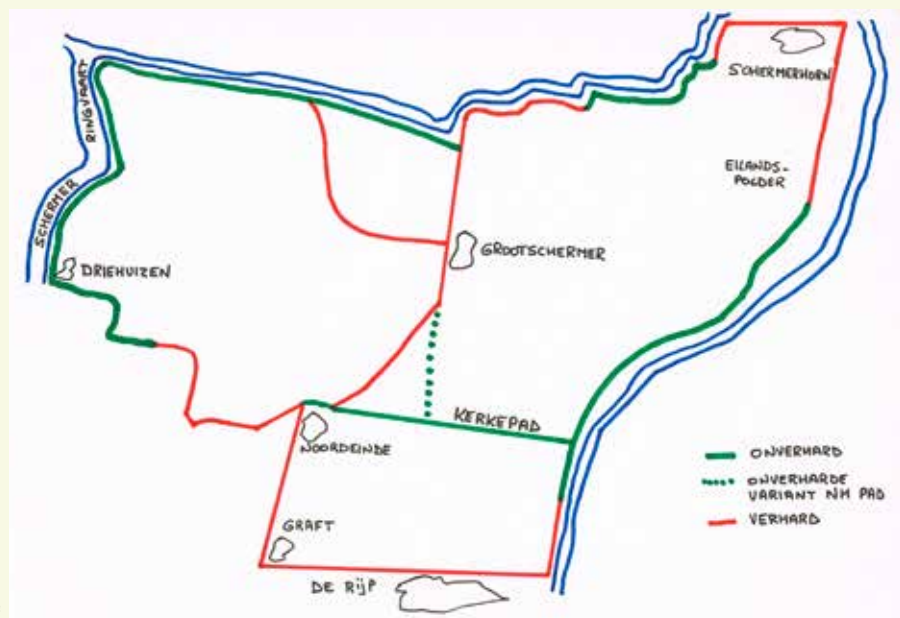 SCHERMERHORN
RINGVAART
SCHERMER
EILANDS-
POLDER
GROOTSCHERMER
DRIEHUIZEN
KERKEPAD
NOORDEINDE
ONVERHARD
ONVERHARDE
VARIANT NH PAD
VERHARD
GRAFT
DE RIJP